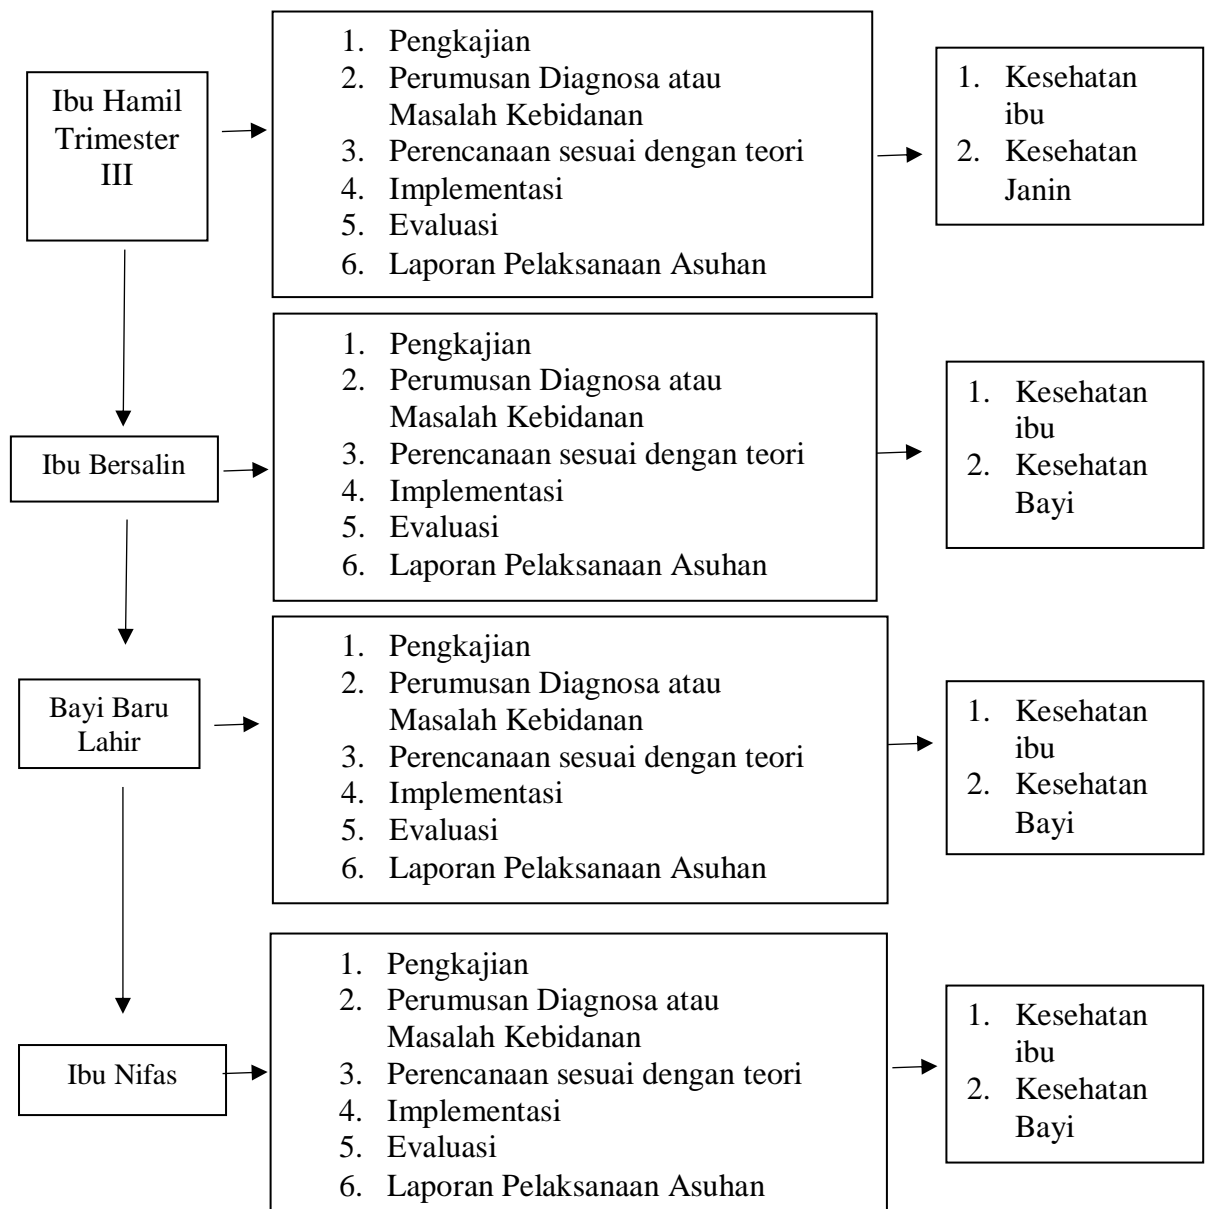 Ibu Hamil
Trimester
III
1. Pengkajian
2. Perumusan Diagnosa atau
Masalah Kebidanan
3. Perencanaan sesuai dengan teori
4. Implementasi
5. Evaluasi
6. Laporan Pelaksanaan Asuhan
1. Kesehatan
ibu
2. Kesehatan
Janin
Ibu Bersalin
1. Pengkajian
2. Perumusan Diagnosa atau
Masalah Kebidanan
3. Perencanaan sesuai dengan teori
4. Implementasi
5. Evaluasi
6. Laporan Pelaksanaan Asuhan
1. Kesehatan
ibu
2. Kesehatan
Bayi
Bayi Baru
Lahir
1. Pengkajian
2. Perumusan Diagnosa atau
Masalah Kebidanan
3. Perencanaan sesuai dengan teori
4. Implementasi
5. Evaluasi
6. Laporan Pelaksanaan Asuhan
1. Kesehatan
ibu
2. Kesehatan
Bayi
Ibu Nifas
1. Pengkajian
2. Perumusan Diagnosa atau
Masalah Kebidanan
3. Perencanaan sesuai dengan teori
4. Implementasi
5. Evaluasi
6. Laporan Pelaksanaan Asuhan
1. Kesehatan
ibu
2. Kesehatan
Bayi